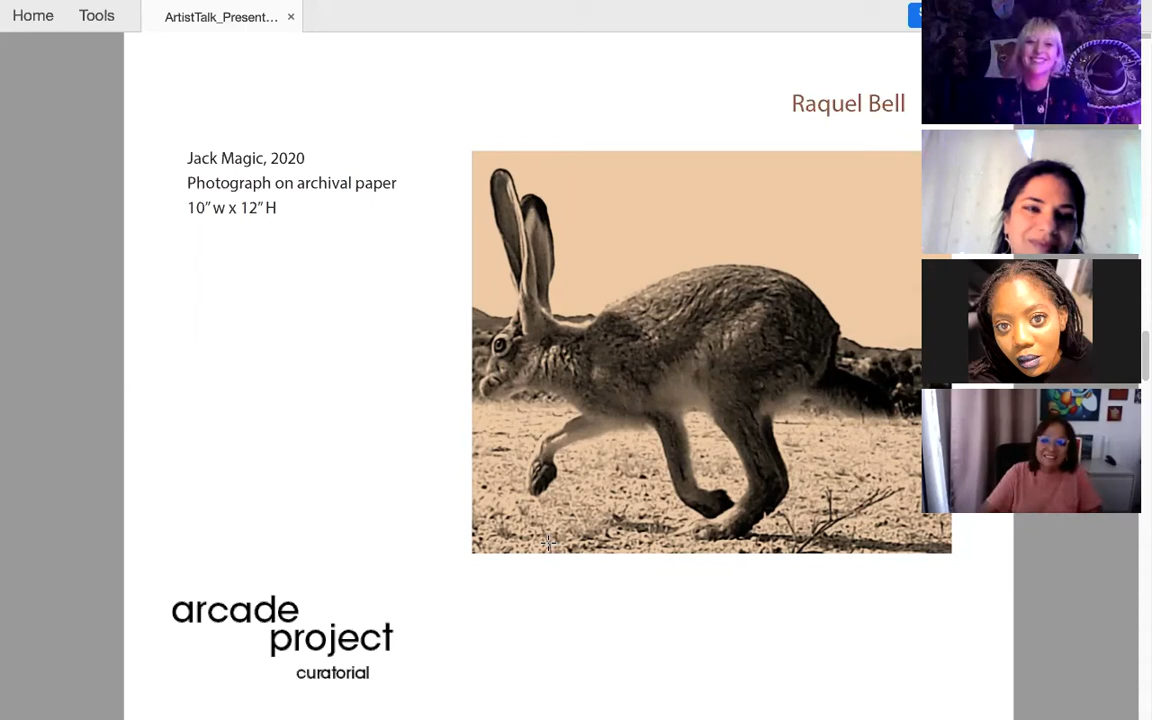 Home
Tools
ArtistTalk_Present...
Raquel Bell
Jack Magic, 2020
Photograph on archival paper
10” w x 12” H
arcade
project
curatorial